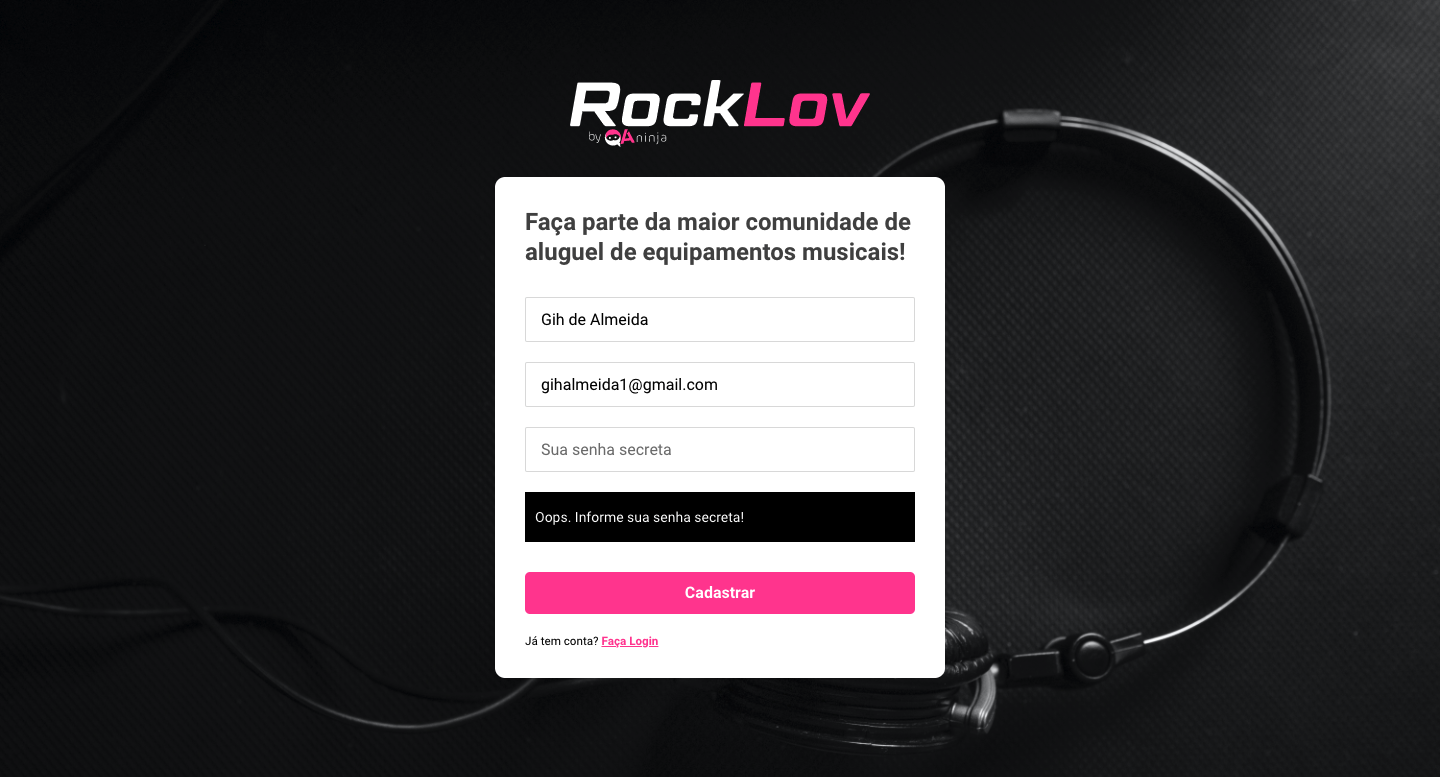 RockLov
by QAninja
Faça parte da maior comunidade de
aluguel de equipamentos musicais!
Gih de Almeida
gihalmeida1@gmail.com
Sua senha secreta
Oops. Informe sua senha secreta!
Cadastrar
Já tem conta? Faça Login